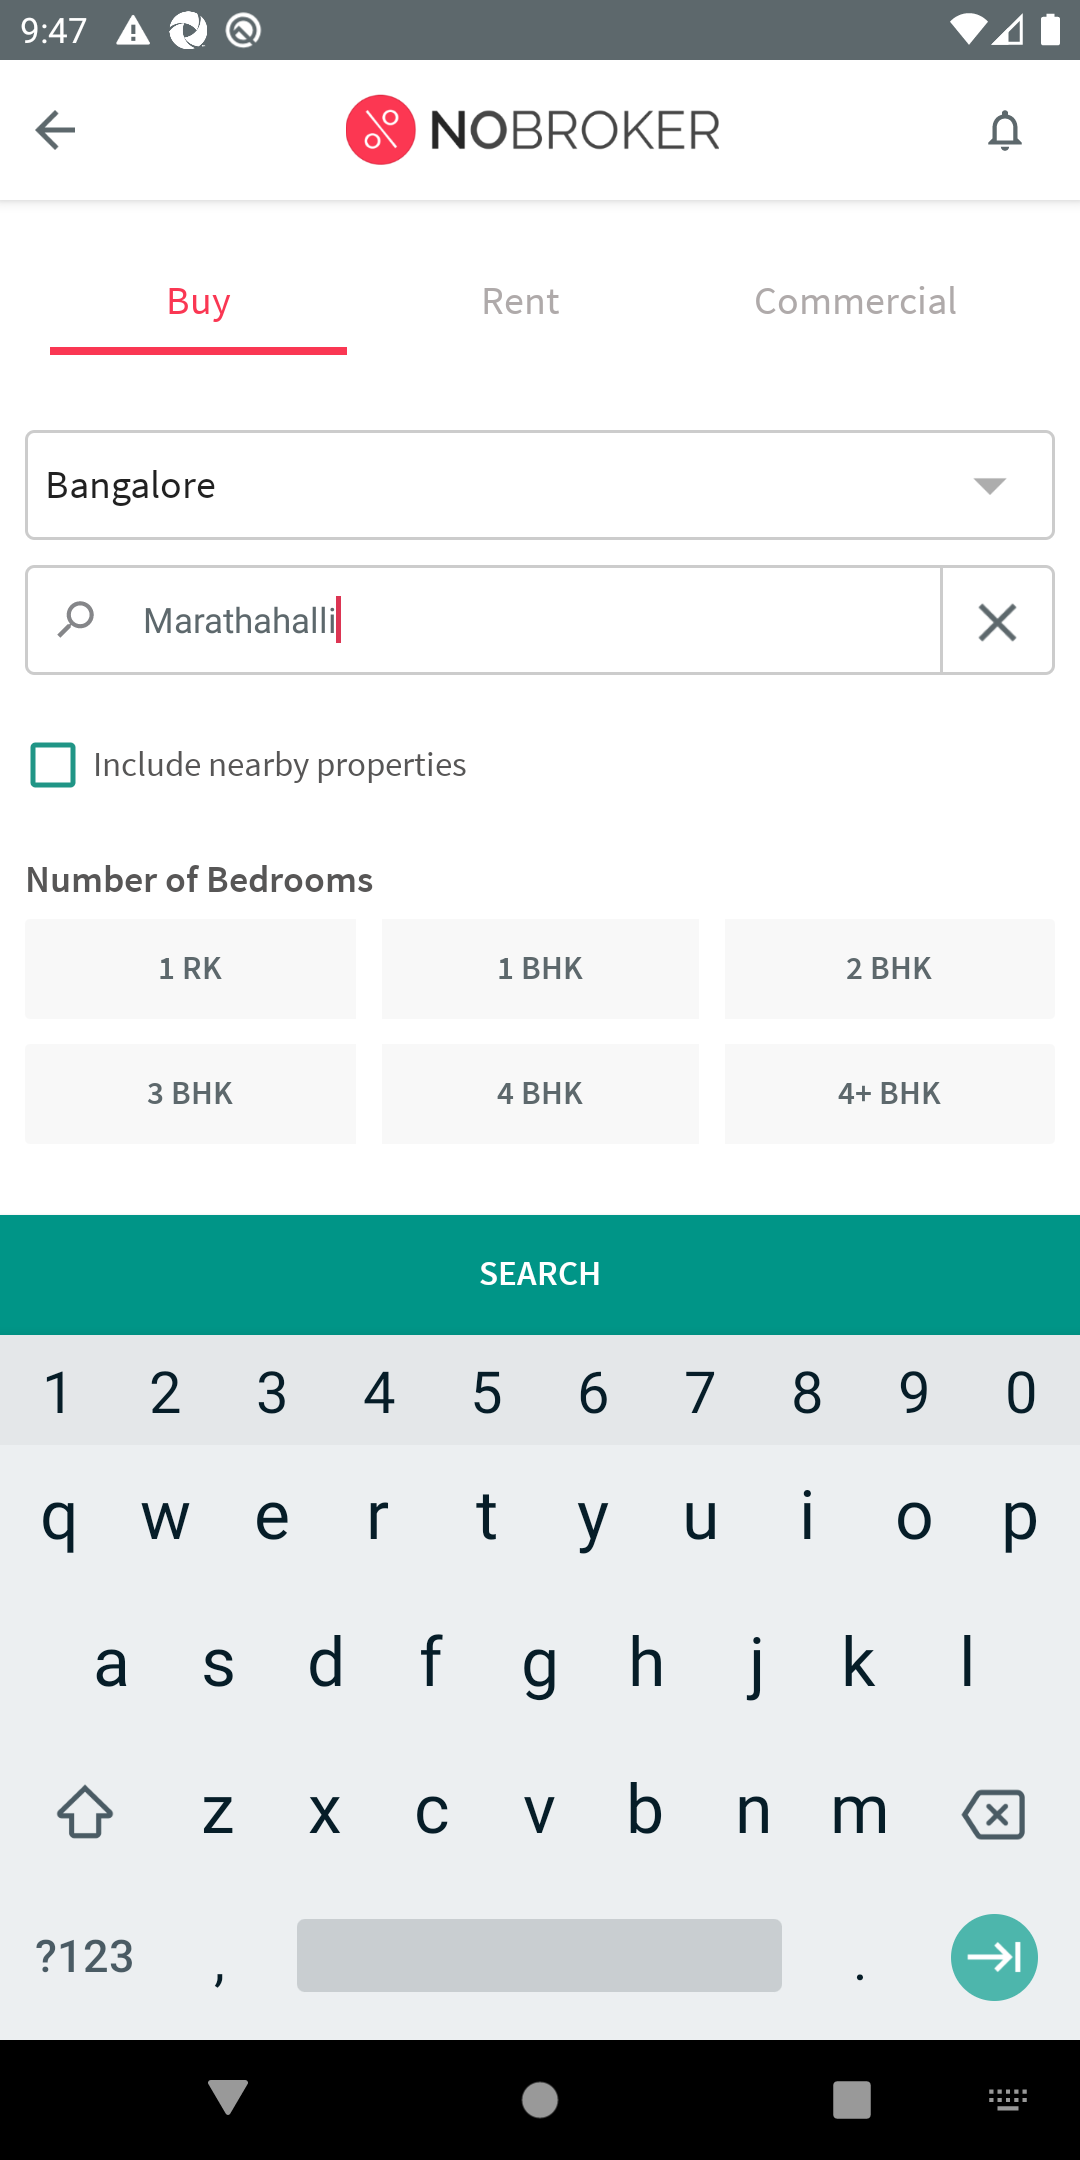 9:47
NOBROKER
Buy Rent Commercial
Bangalore
Marathahalli
Include nearby properties
Number of Bedrooms
1 RK 1 BHK 2 BHK
3 BHK 4 BHK 4+ BHK
SEARCH
1 2 3 4 5 6 7 8 9 0
q w e r t y u i o p
a s d f g h j k l
z x c v b n m
?123 , .